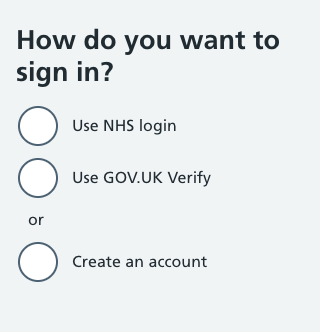 How do you want to
sign in?
Use NHS login
Use GOV.UK Verify
or
Create an account